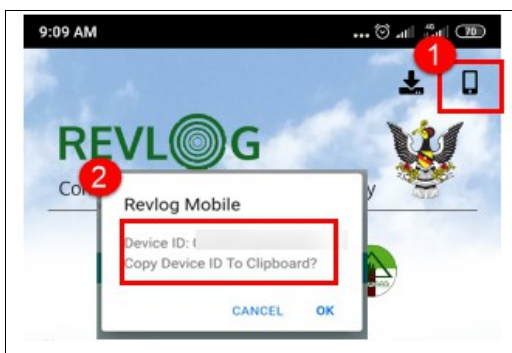 9:09 AM
4G
70
1
REVLOG
Co
y
2
Revlog Mobile
Device ID: (
Copy Device ID To Clipboard?
CANCEL OK